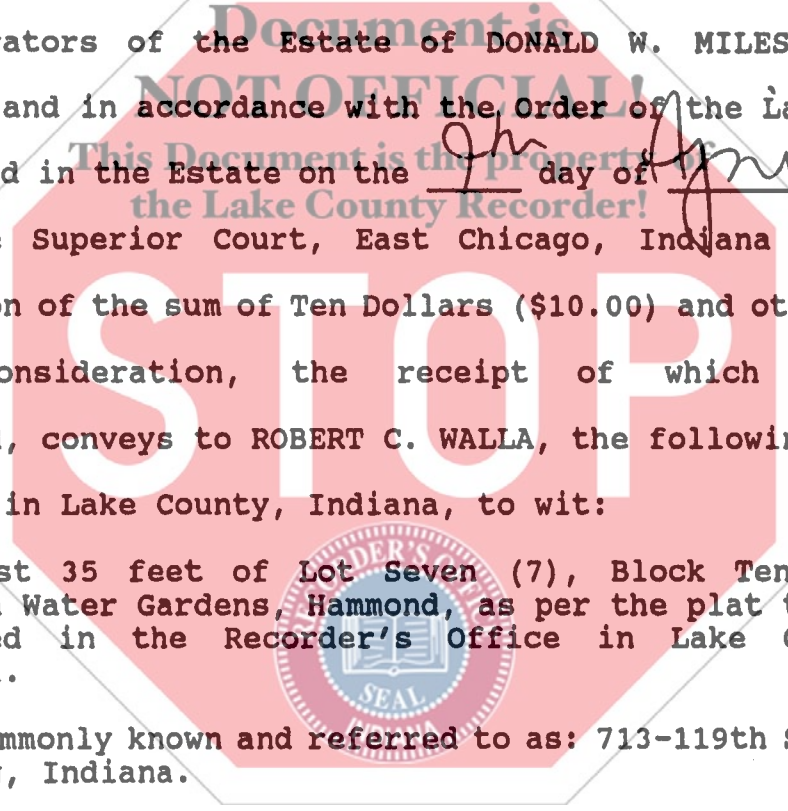 Document is
rators of the Estate of DONALD W. MILES
NOT OFFICIAL!
and in accordance with the Order of the La
This Document is the property of
d in the Estate on the day of
the Lake County Recorder!
Superior Court, East Chicago, Indiana
n of the sum of Ten Dollars ($10.00) and ot
STOP
onsideration, the receipt of which
, conveys to ROBERT C. WALLA, the followin
in Lake County, Indiana, to wit:
st 35 feet of Lot Seven (7), Block Ten
Water Gardens, Hammond, as per the plat t
ed in the Recorder's Office in Lake C
RECORDER'S OFFICE
SEAL
INDIANA
mmonly known and referred to as: 713-119th S
, Indiana.